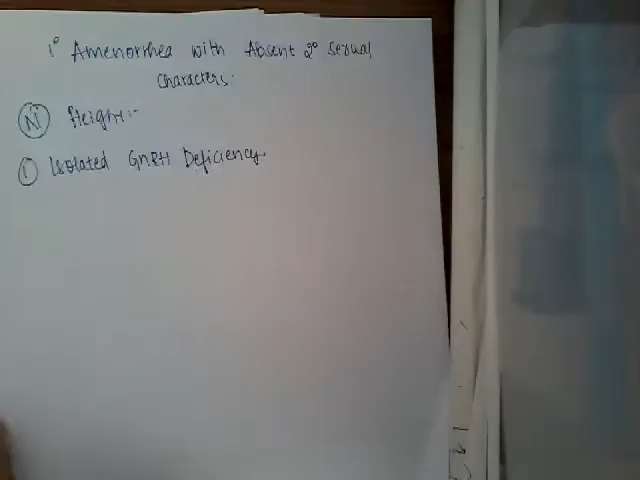 1° Amenorrhea with Absent 2° Sexual
characters:
Ⓝ Height:-
① Isolated GnRH Deficiency